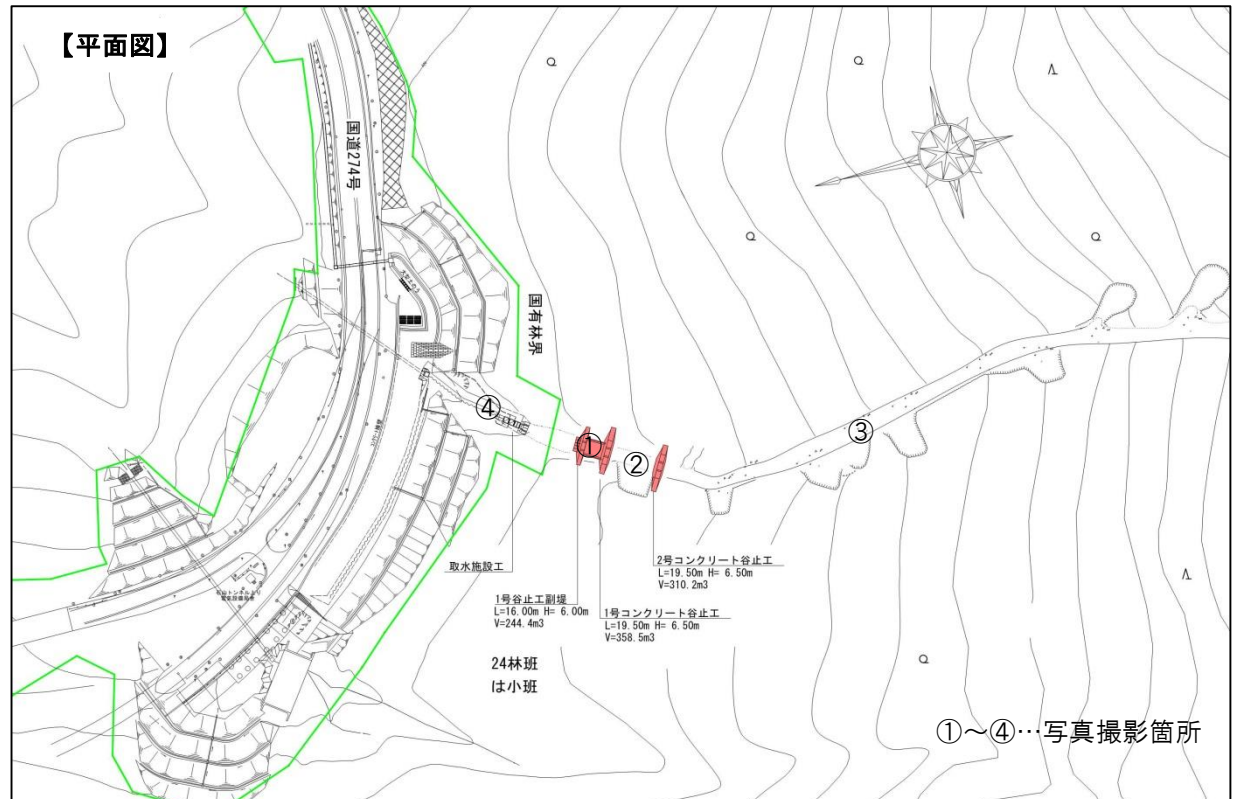 【平面図】
国道274号
国有林界
④
①
②
③
取水施設工
1号谷止工副堤
L=16.00m H= 6.00m
V=244.4m3
1号コンクリート谷止工
L=19.50m H= 6.50m
V=358.5m3
2号コンクリート谷止工
L=19.50m H= 6.50m
V=310.2m3
24林班
は小班
①～④…写真撮影箇所